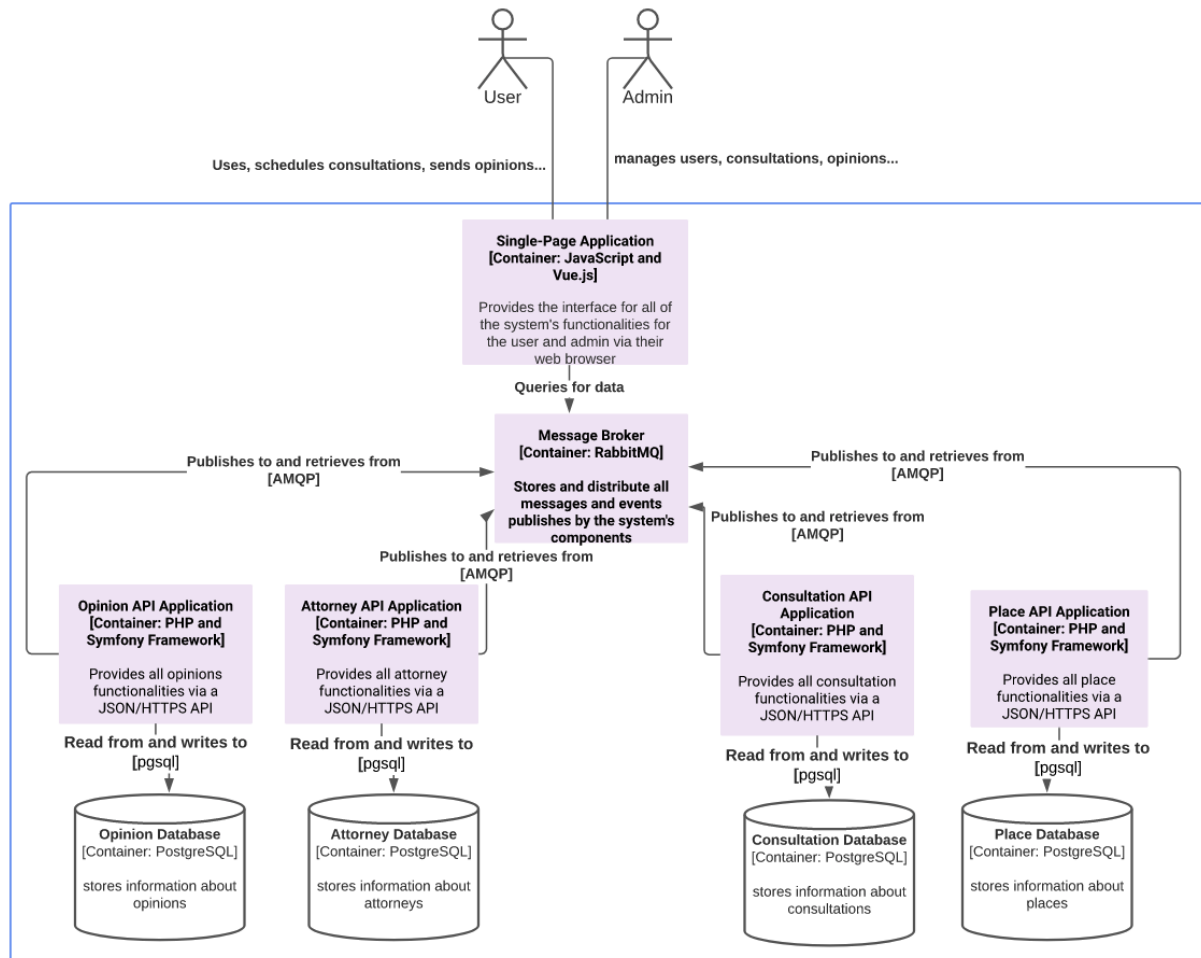 User
Admin
Uses, schedules consultations, sends opinions...
manages users, consultations, opinions...
Single-Page Application
[Container: JavaScript and
Vue.js]
Provides the interface for all of
the system's functionalities for
the user and admin via their
web browser
Queries for data
Message Broker
[Container: RabbitMQ]
Stores and distribute all
messages and events
publishes by the system's
components
Publishes to and retrieves from
[AMQP]
Publishes to and retrieves from
[AMQP]
Publishes to and retrieves from
[AMQP]
Publishes to and retrieves from
[AMQP]
Opinion API Application
[Container: PHP and
Symfony Framework]
Provides all opinions
functionalities via a
JSON/HTTPS API
Attorney API Application
[Container: PHP and
Symfony Framework]
Provides all attorney
functionalities via a
JSON/HTTPS API
Consultation API
Application
[Container: PHP and
Symfony Framework]
Provides all consultation
functionalities via a
JSON/HTTPS API
Place API Application
[Container: PHP and
Symfony Framework]
Provides all place
functionalities via a
JSON/HTTPS API
Read from and writes to
[pgsql]
Read from and writes to
[pgsql]
Read from and writes to
[pgsql]
Read from and writes to
[pgsql]
Opinion Database
[Container: PostgreSQL]
stores information about
opinions
Attorney Database
[Container: PostgreSQL]
stores information about
attorneys
Consultation Database
[Container: PostgreSQL]
stores information about
consultations
Place Database
[Container: PostgreSQL]
stores information about
places